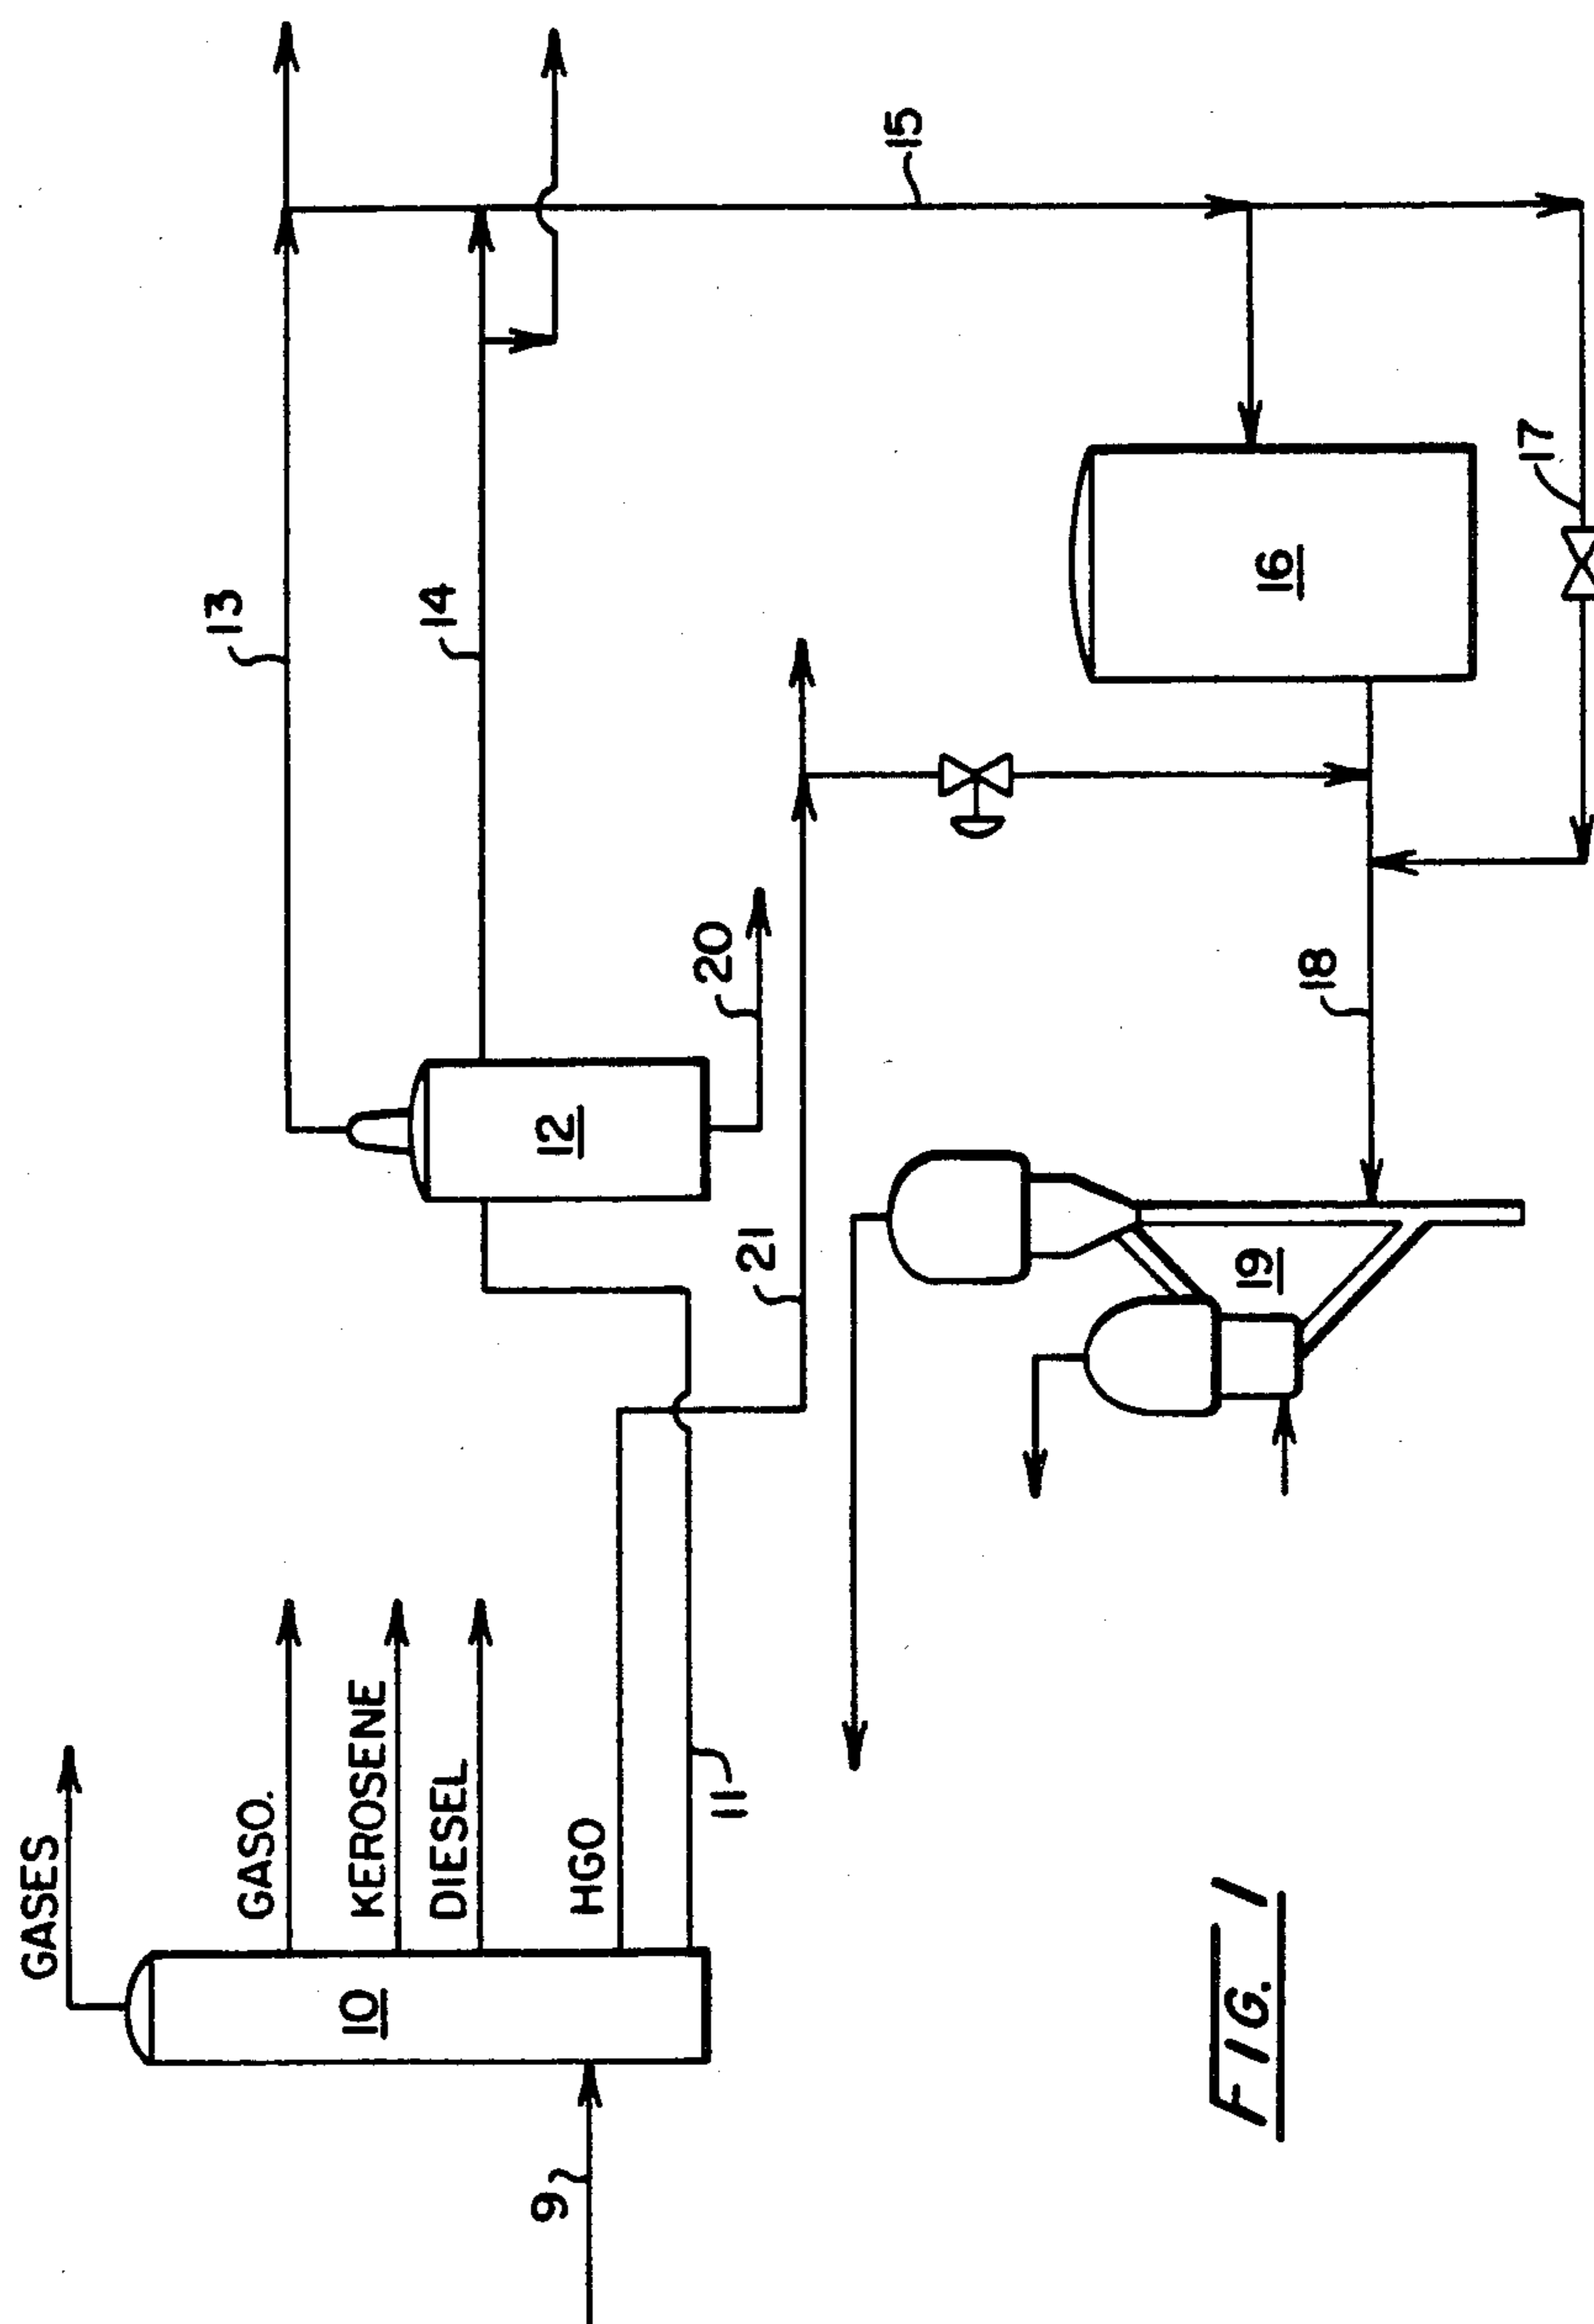 GASES
GASO.
KEROSENE
DIESEL
HGO
9
10
11
12
13
14
15
16
17
18
19
20
21
FIG. 1